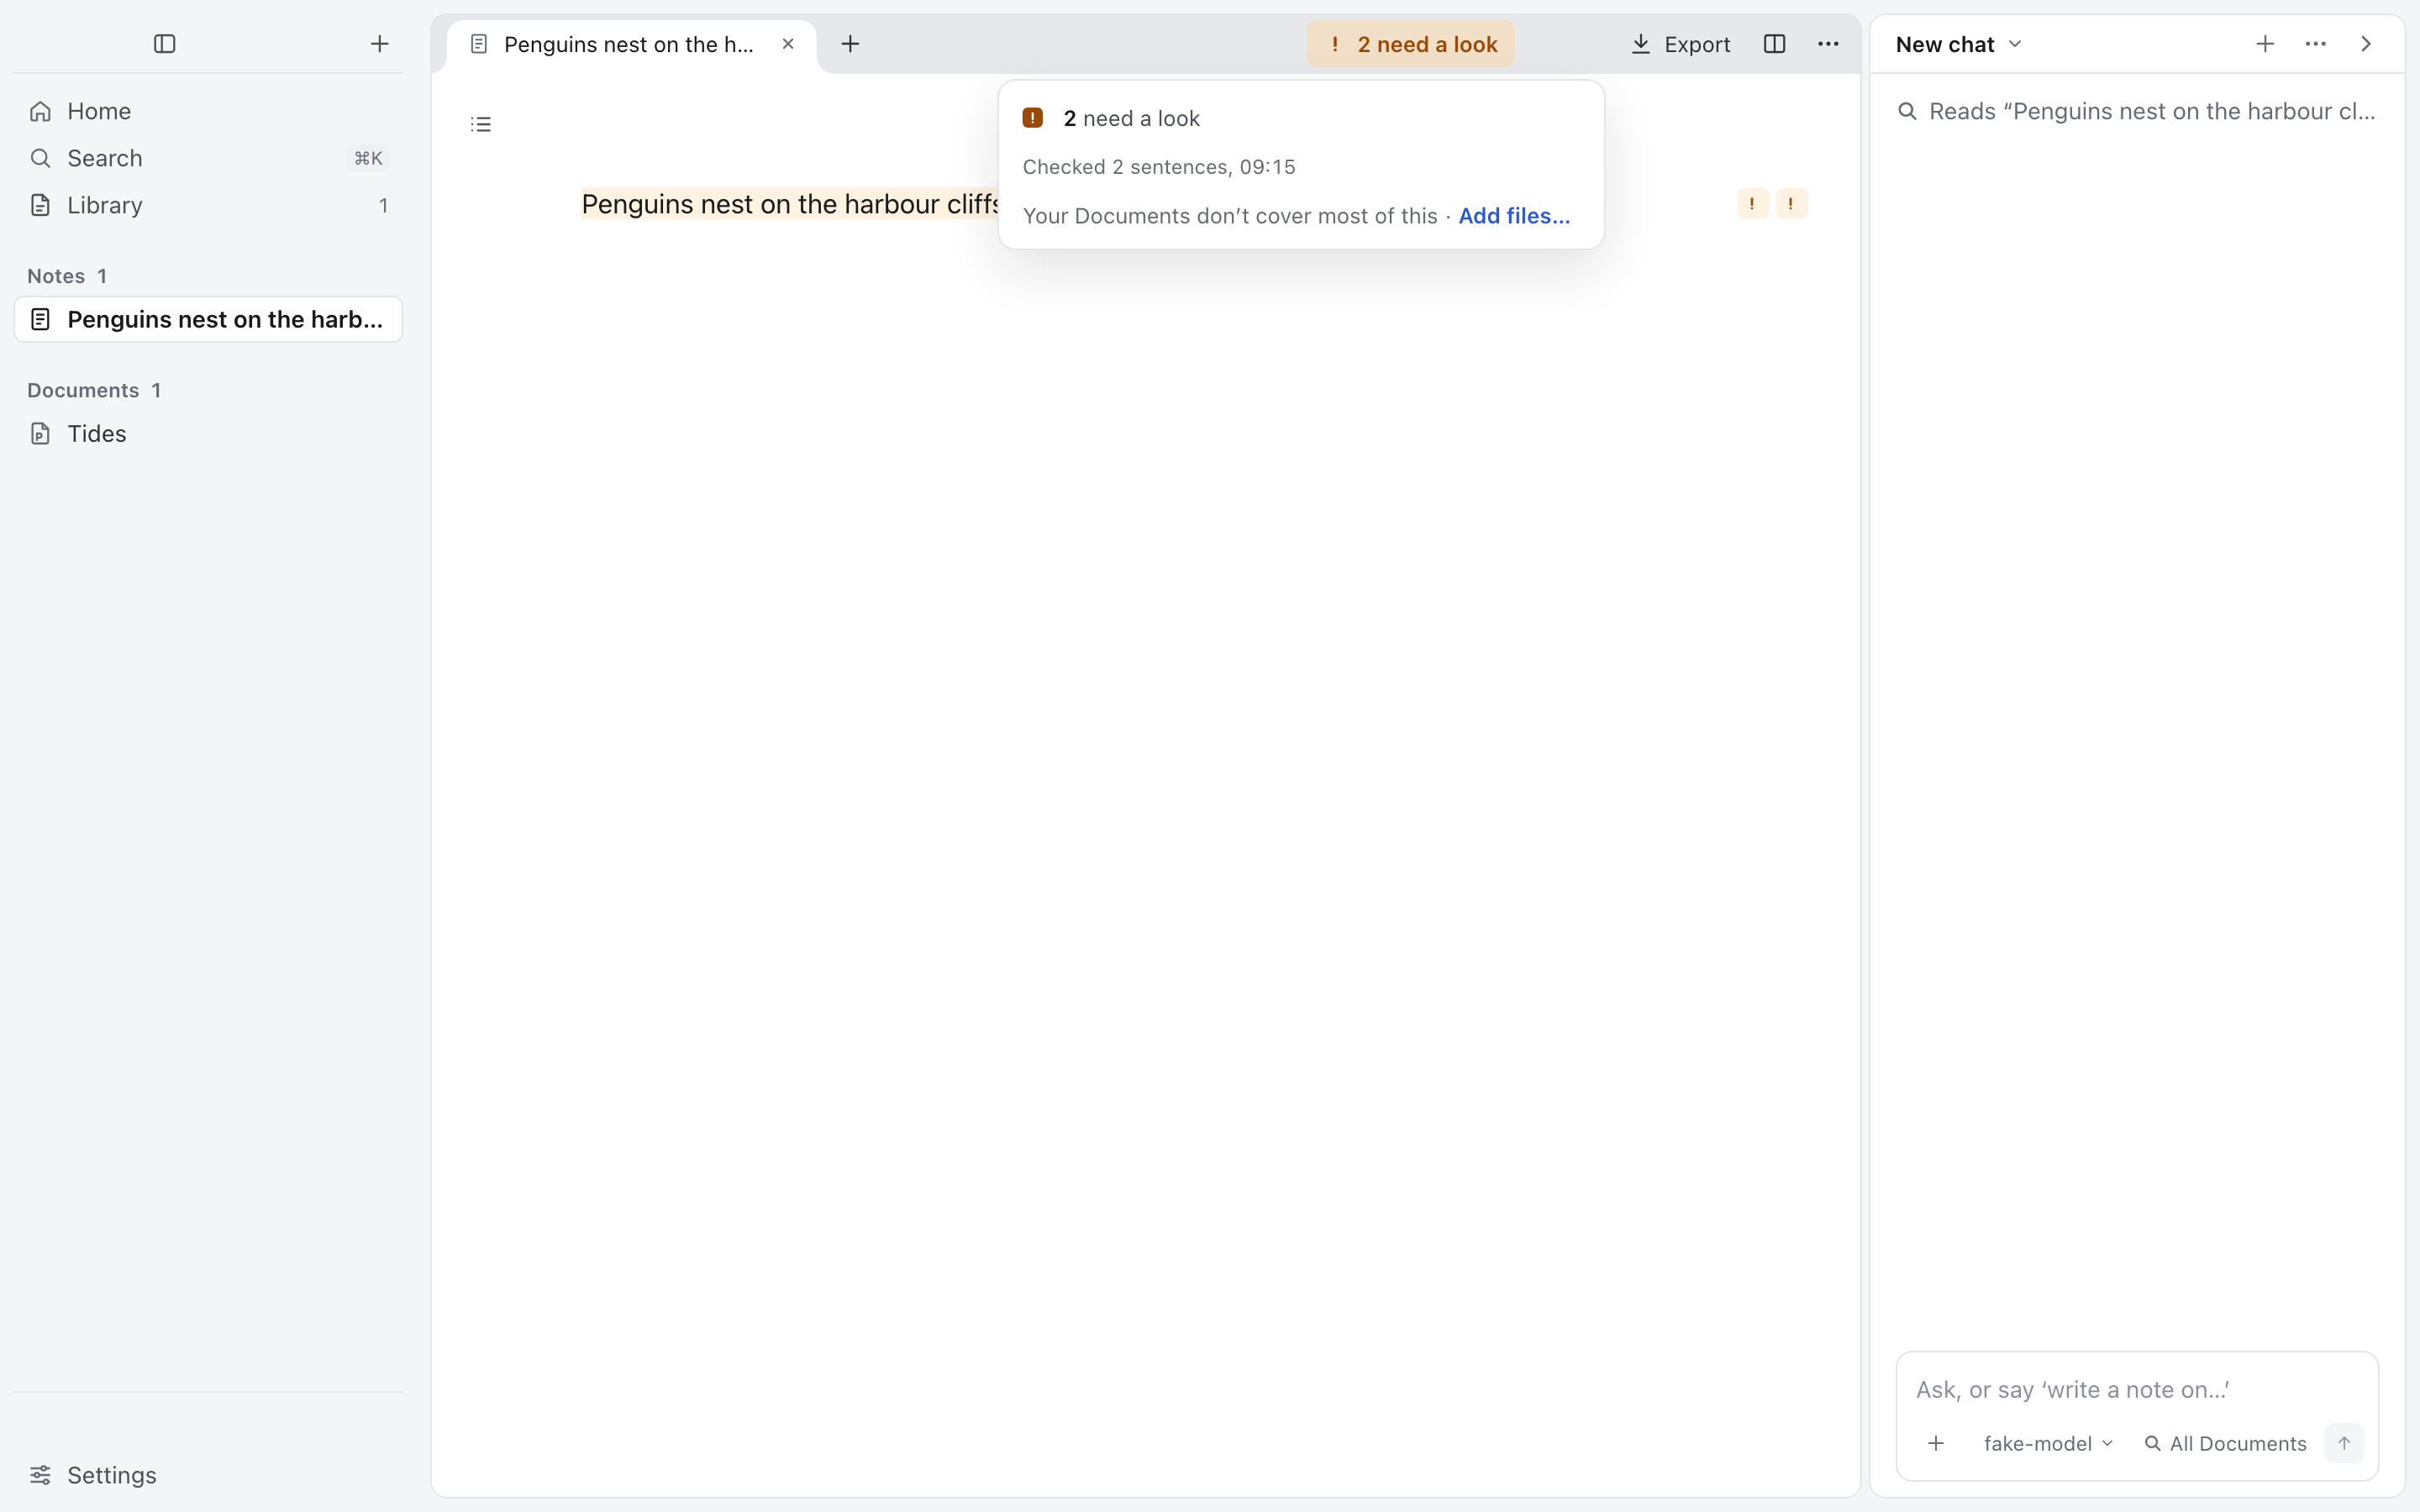 Home
Search ⌘K
Library 1
Notes 1
Penguins nest on the harb...
Documents 1
Tides
Settings
Penguins nest on the h...
! 2 need a look
Export
! 2 need a look
Checked 2 sentences, 09:15
Your Documents don’t cover most of this · Add files...
Penguins nest on the harbour cliffs
! !
New chat
Reads “Penguins nest on the harbour cl...
Ask, or say ‘write a note on...’
fake-model
All Documents